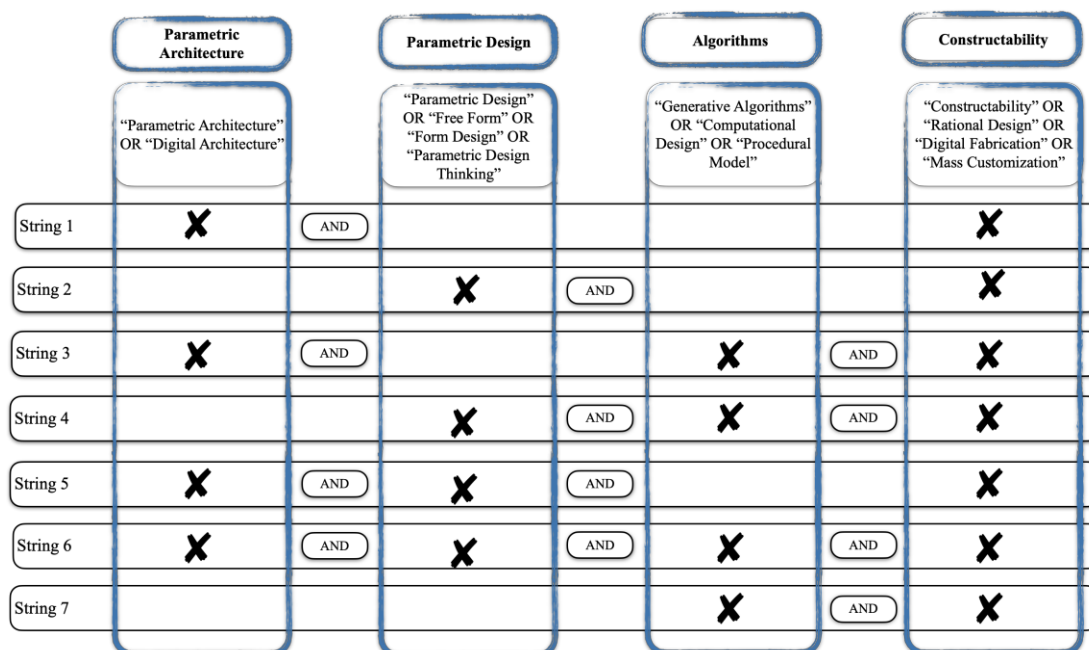 Parametric
Architecture
Parametric Design
Algorithms
Constructability
“Parametric Architecture”
OR “Digital Architecture”
“Parametric Design”
OR “Free Form” OR
“Form Design” OR
“Parametric Design
Thinking”
“Generative Algorithms”
OR “Computational
Design” OR “Procedural
Model”
“Constructability” OR
“Rational Design” OR
“Digital Fabrication” OR
“Mass Customization”
String 1
AND
String 2
AND
String 3
AND
AND
String 4
AND
AND
String 5
AND
AND
String 6
AND
AND
AND
String 7
AND